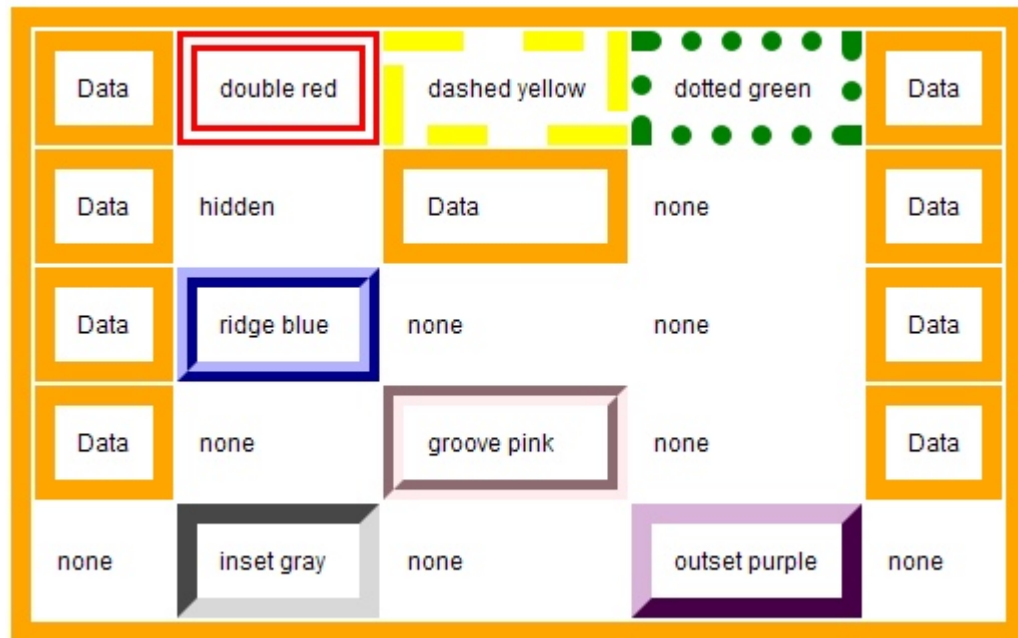 Data double red dashed yellow dotted green Data
Data hidden Data none Data
Data ridge blue none none Data
Data none groove pink none Data
none inset gray none outset purple none